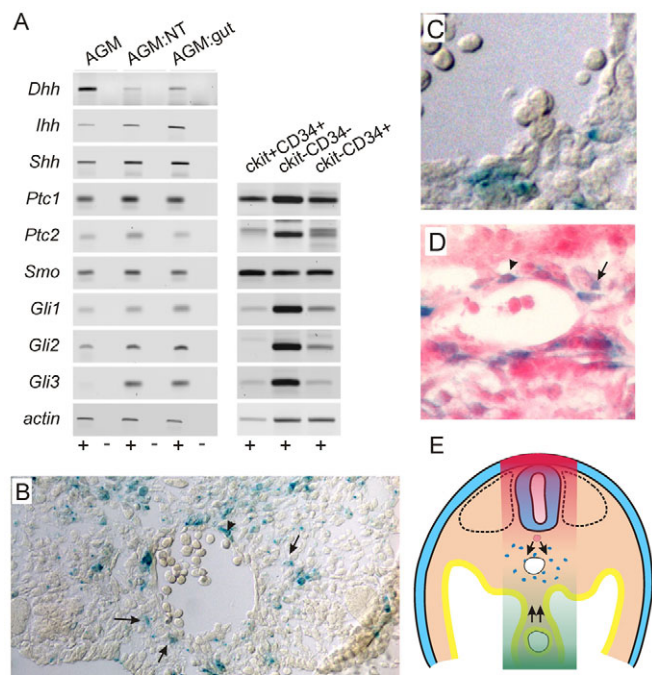 A
AGM
AGM:NT
AGM:gut
Dhh
Ihh
Shh
Ptc1
Ptc2
Smo
Gli1
Gli2
Gli3
actin
+ - + - + -
ckit+CD34+
ckit-CD34-
ckit-CD34+
+ + +
B
C
D
E